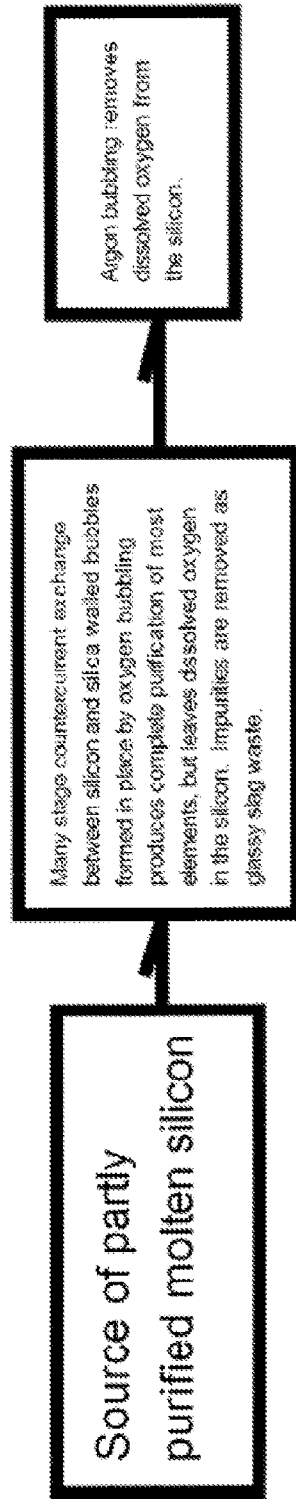 Source of partly
purified molten silicon
Many stage countercurrent exchange
between silicon and silica walled bubbles
formed in place by oxygen bubbling
produces complete purification of most
elements, but leaves dissolved oxygen
in the silicon. Impurities are removed as
glassy slag waste.
Argon bubbling removes
dissolved oxygen from
the silicon.